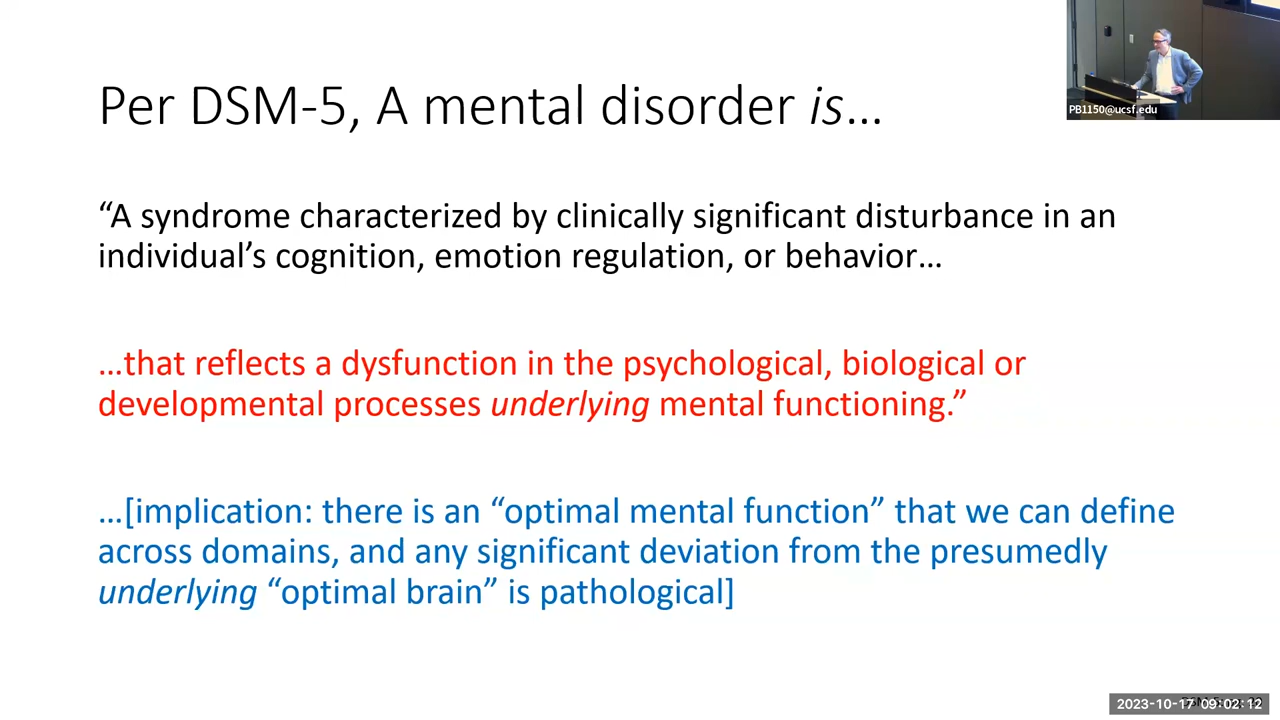 Per DSM-5, A mental disorder is…
PB1150@ucsf.edu
“A syndrome characterized by clinically significant disturbance in an
individual’s cognition, emotion regulation, or behavior…
…that reflects a dysfunction in the psychological, biological or
developmental processes underlying mental functioning.”
…[implication: there is an “optimal mental function” that we can define
across domains, and any significant deviation from the presumedly
underlying “optimal brain” is pathological]
2023-10-17 09:02:12